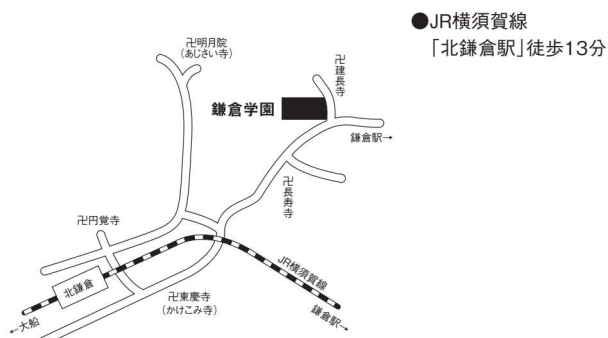 ●JR横須賀線
「北鎌倉駅」徒歩13分
卍明月院
(あじさい寺)
卍建長寺
鎌倉学園
鎌倉駅→
卍長寿寺
卍円覚寺
北鎌倉
JR横須賀線
卍東慶寺
(かけこみ寺)
←大船
鎌倉駅→